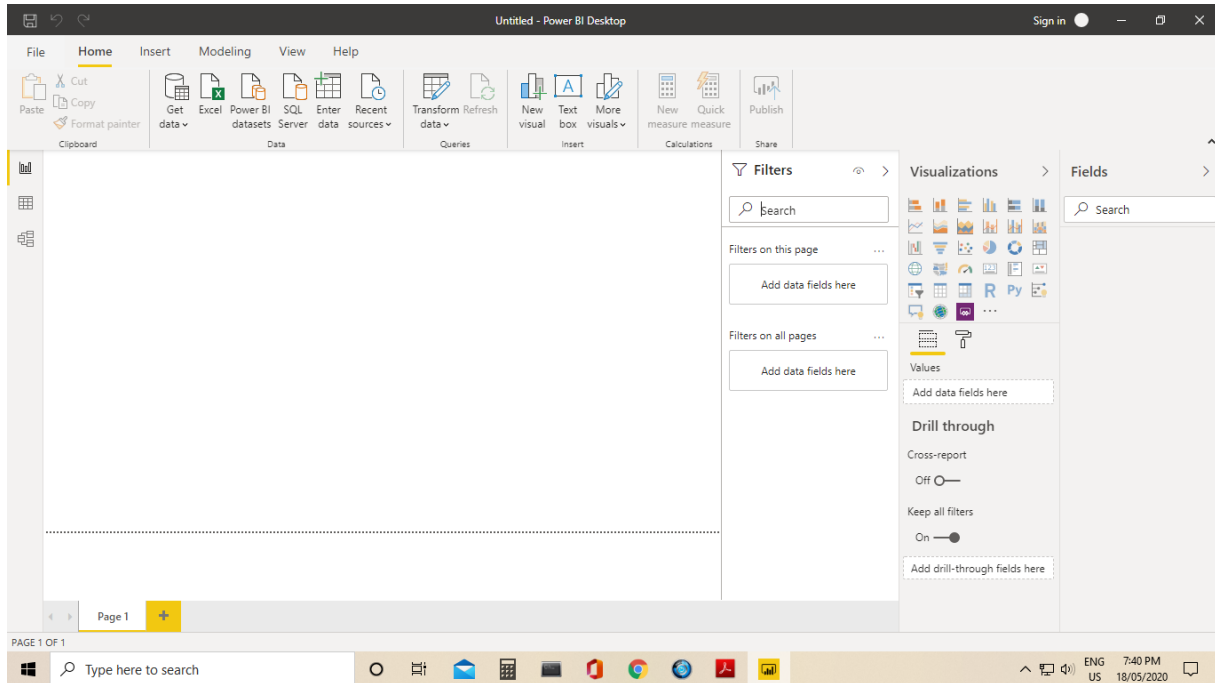 Untitled - Power BI Desktop
Sign in
File Home Insert Modeling View Help
Paste
Cut
Copy
Format painter
Clipboard
Get data
Excel
Power BI datasets
SQL Server
Enter data
Recent sources
Data
Transform data
Refresh
Queries
New visual
Text box
More visuals
Insert
New measure
Quick measure
Calculations
Publish
Share
Filters
Search
Filters on this page
Add data fields here
Filters on all pages
Add data fields here
Visualizations
R Py
Values
Add data fields here
Drill through
Cross-report
Off
Keep all filters
On
Add drill-through fields here
Fields
Search
Page 1
PAGE 1 OF 1
Type here to search
ENG
US
7:40 PM
18/05/2020